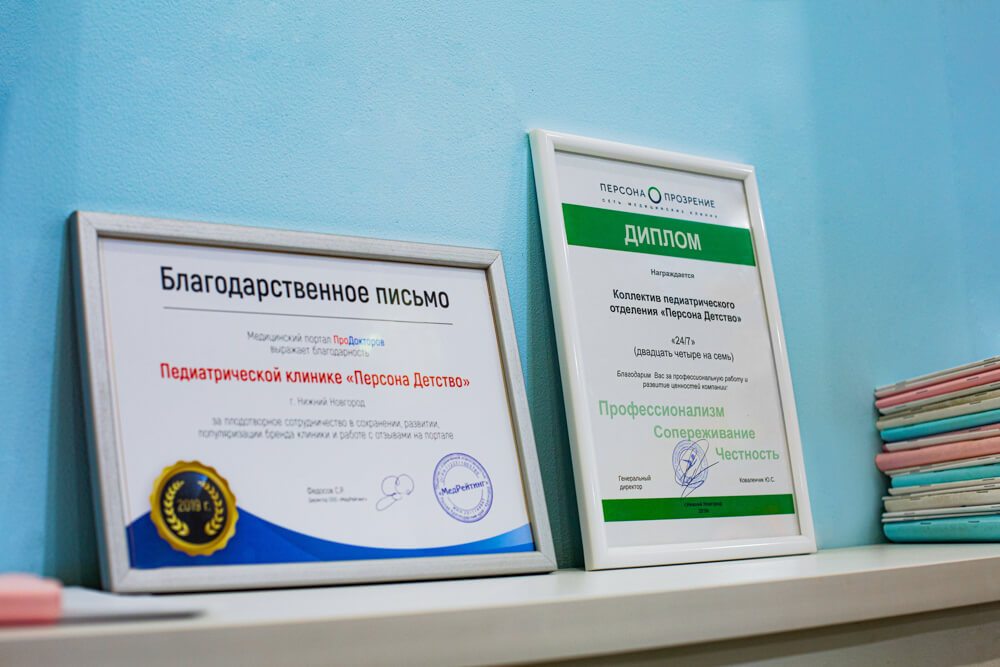 Благодарственное письмо
Медицинский портал ПроДокторов
выражает благодарность
Педиатрической клинике «Персона Детство»
г. Нижний Новгород
за плодотворное сотрудничество в сохранении, развитии,
популяризации бренда клиники и работе с отзывами на портале
2019 г.
Федосов С.Р.
Директор ООО «МедРейтинг»
«МедРейтинг»
ПЕРСОНА ПРОЗРЕНИЕ
СЕТЬ МЕДИЦИНСКИХ КЛИНИК
ДИПЛОМ
Награждается
Коллектив педиатрического
отделения «Персона Детство»
«24/7»
(двадцать четыре на семь)
Благодарим Вас за профессиональную работу и
развитие ценностей компании:
Профессионализм
Сопереживание
Честность
Генеральный
директор
Коваленчик Ю.С.
г.Нижний Новгород